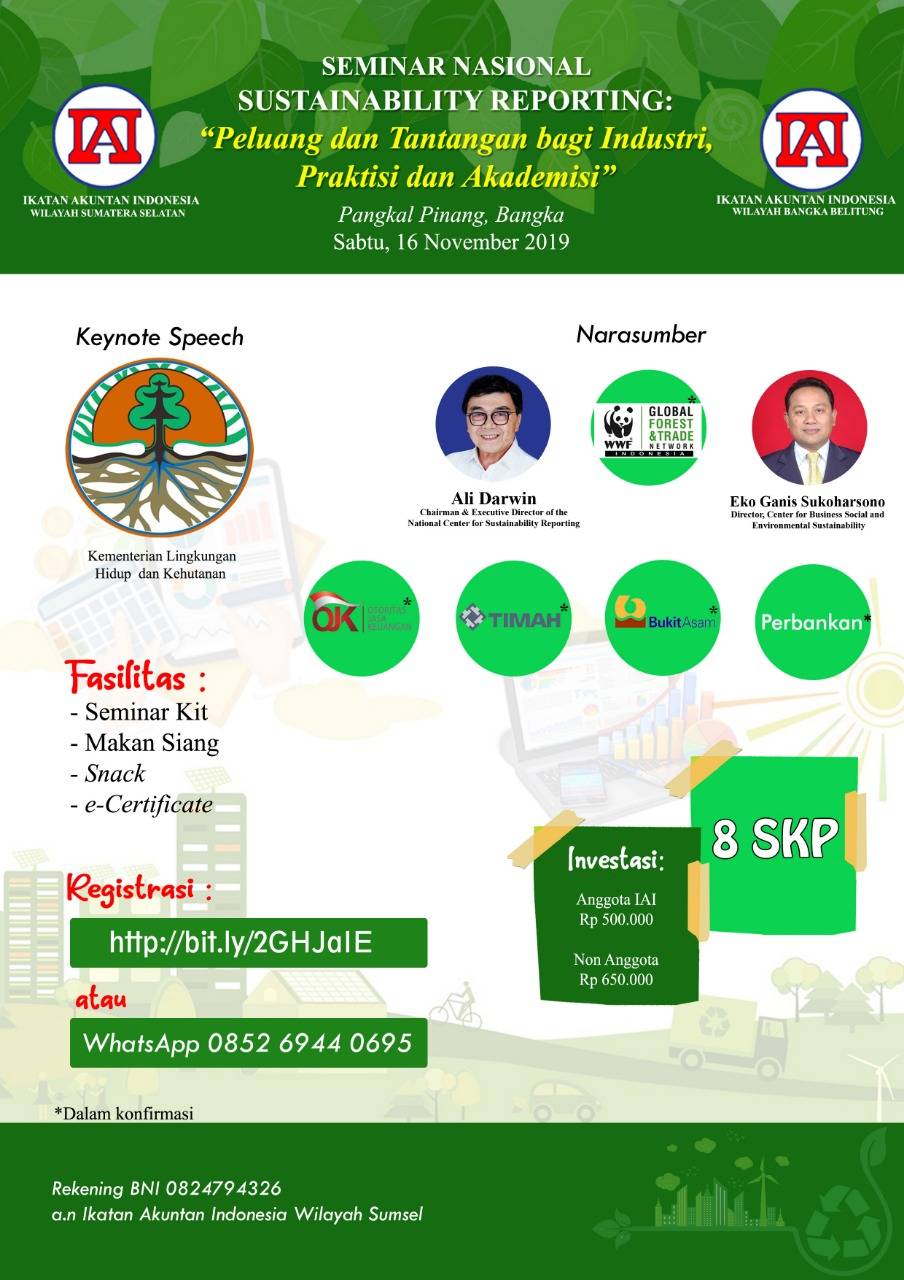 SEMINAR NASIONAL
SUSTAINABILITY REPORTING:
“Peluang dan Tantangan bagi Industri,
Praktisi dan Akademisi”
Pangkal Pinang, Bangka
Sabtu, 16 November 2019
IAI
IKATAN AKUNTAN INDONESIA
WILAYAH SUMATERA SELATAN
IAI
IKATAN AKUNTAN INDONESIA
WILAYAH BANGKA BELITUNG
Keynote Speech
Kementerian Lingkungan
Hidup dan Kehutanan
Narasumber
Ali Darwin
Chairman & Executive Director of the
National Center for Sustainability Reporting
WWF
GLOBAL
FOREST
& TRADE
NETWORK
INDONESIA
*
Eko Ganis Sukoharsono
Director, Center for Business Social and
Environmental Sustainability
OJK
OTORITAS
JASA
KEUANGAN
*
TIMAH*
BukitAsam*
Perbankan*
Fasilitas :
- Seminar Kit
- Makan Siang
- Snack
- e-Certificate
8 SKP
Investasi:
Anggota IAI
Rp 500.000
Non Anggota
Rp 650.000
Registrasi :
http://bit.ly/2GHJaIE
atau
WhatsApp 0852 6944 0695
*Dalam konfirmasi
Rekening BNI 0824794326
a.n Ikatan Akuntan Indonesia Wilayah Sumsel